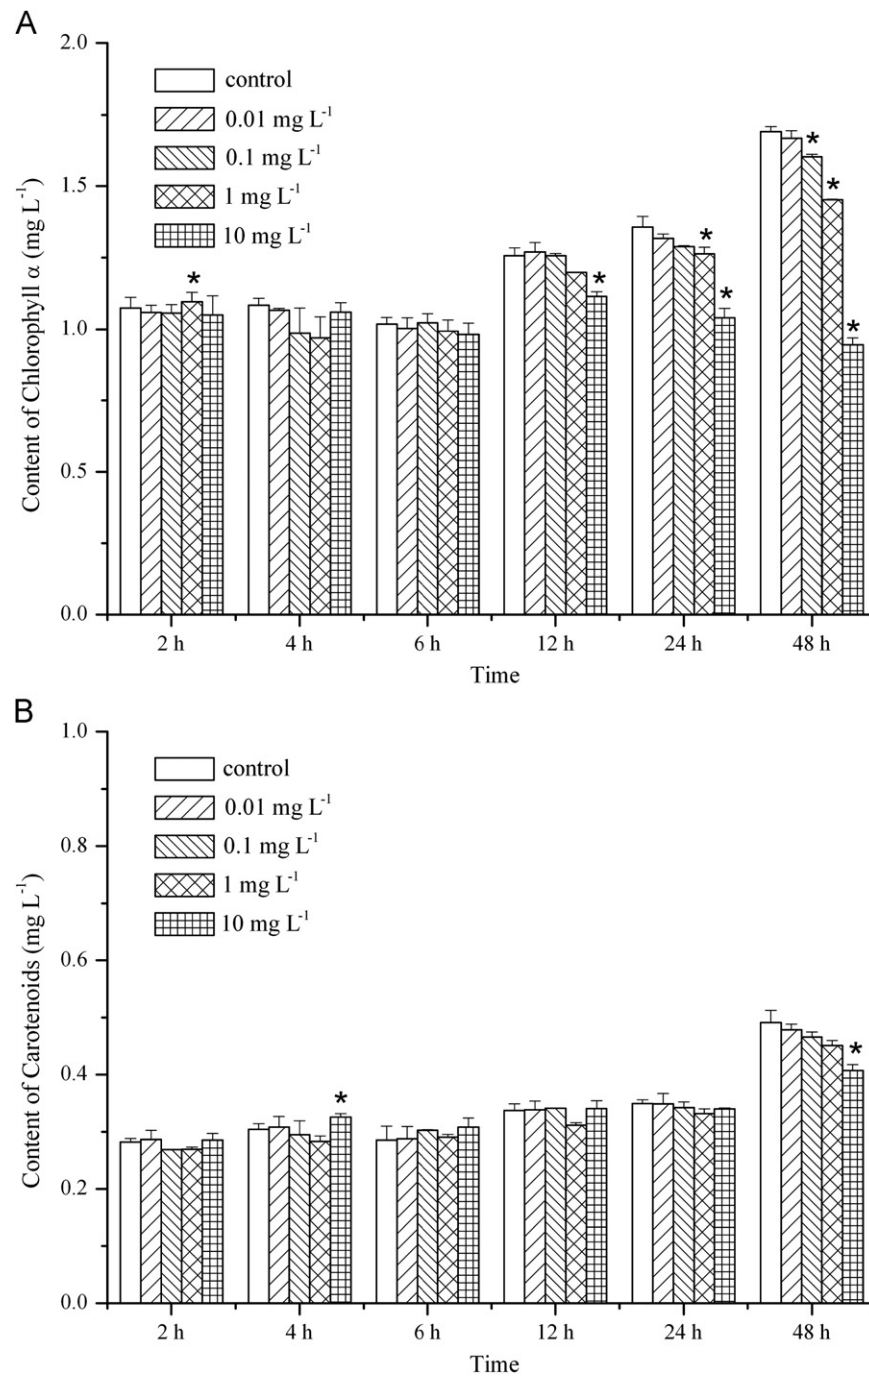 A
2.0
control
0.01 mg L⁻¹
0.1 mg L⁻¹
1 mg L⁻¹
10 mg L⁻¹
1.5
1.0
0.5
0.0
Content of Chlorophyll α (mg L⁻¹)
*
*
*
*
*
*
*
2 h 4 h 6 h 12 h 24 h 48 h
Time
B
1.0
control
0.01 mg L⁻¹
0.1 mg L⁻¹
1 mg L⁻¹
10 mg L⁻¹
0.8
0.6
0.4
0.2
0.0
Content of Carotenoids (mg L⁻¹)
*
*
2 h 4 h 6 h 12 h 24 h 48 h
Time